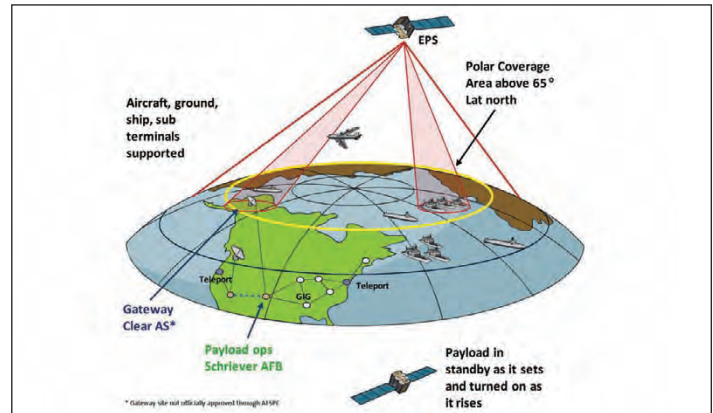 EPS
Polar Coverage
Area above 65°
Lat north
Aircraft, ground,
ship, sub
terminals
supported
Teleport
Teleport
GIG
Gateway
Clear AS*
Payload ops
Schriever AFB
Payload in
standby as it sets
and turned on as
it rises
* Gateway site not officially approved through AFSPC